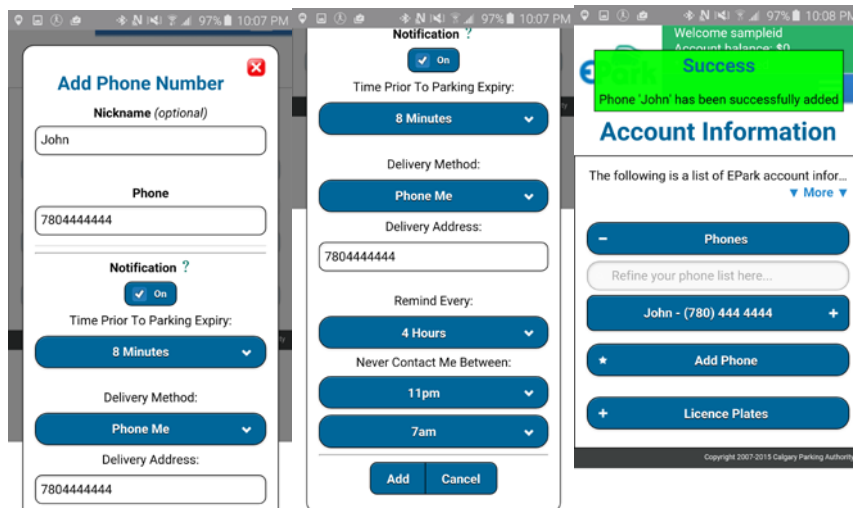 97% 10:07 PM
Add Phone Number
Nickname (optional)
John
Phone
7804444444
Notification ?
On
Time Prior To Parking Expiry:
8 Minutes
Delivery Method:
Phone Me
Delivery Address:
7804444444
97% 10:07 PM
Notification ?
On
Time Prior To Parking Expiry:
8 Minutes
Delivery Method:
Phone Me
Delivery Address:
7804444444
Remind Every:
4 Hours
Never Contact Me Between:
11pm
7am
Add Cancel
97% 10:08 PM
Welcome sampleid
Account balance: $0
Success
Phone 'John' has been successfully added
Account Information
The following is a list of EPark account infor...
▼ More ▼
Phones
Refine your phone list here...
John - (780) 444 4444 +
Add Phone
+ Licence Plates
Copyright 2007-2015 Calgary Parking Authority